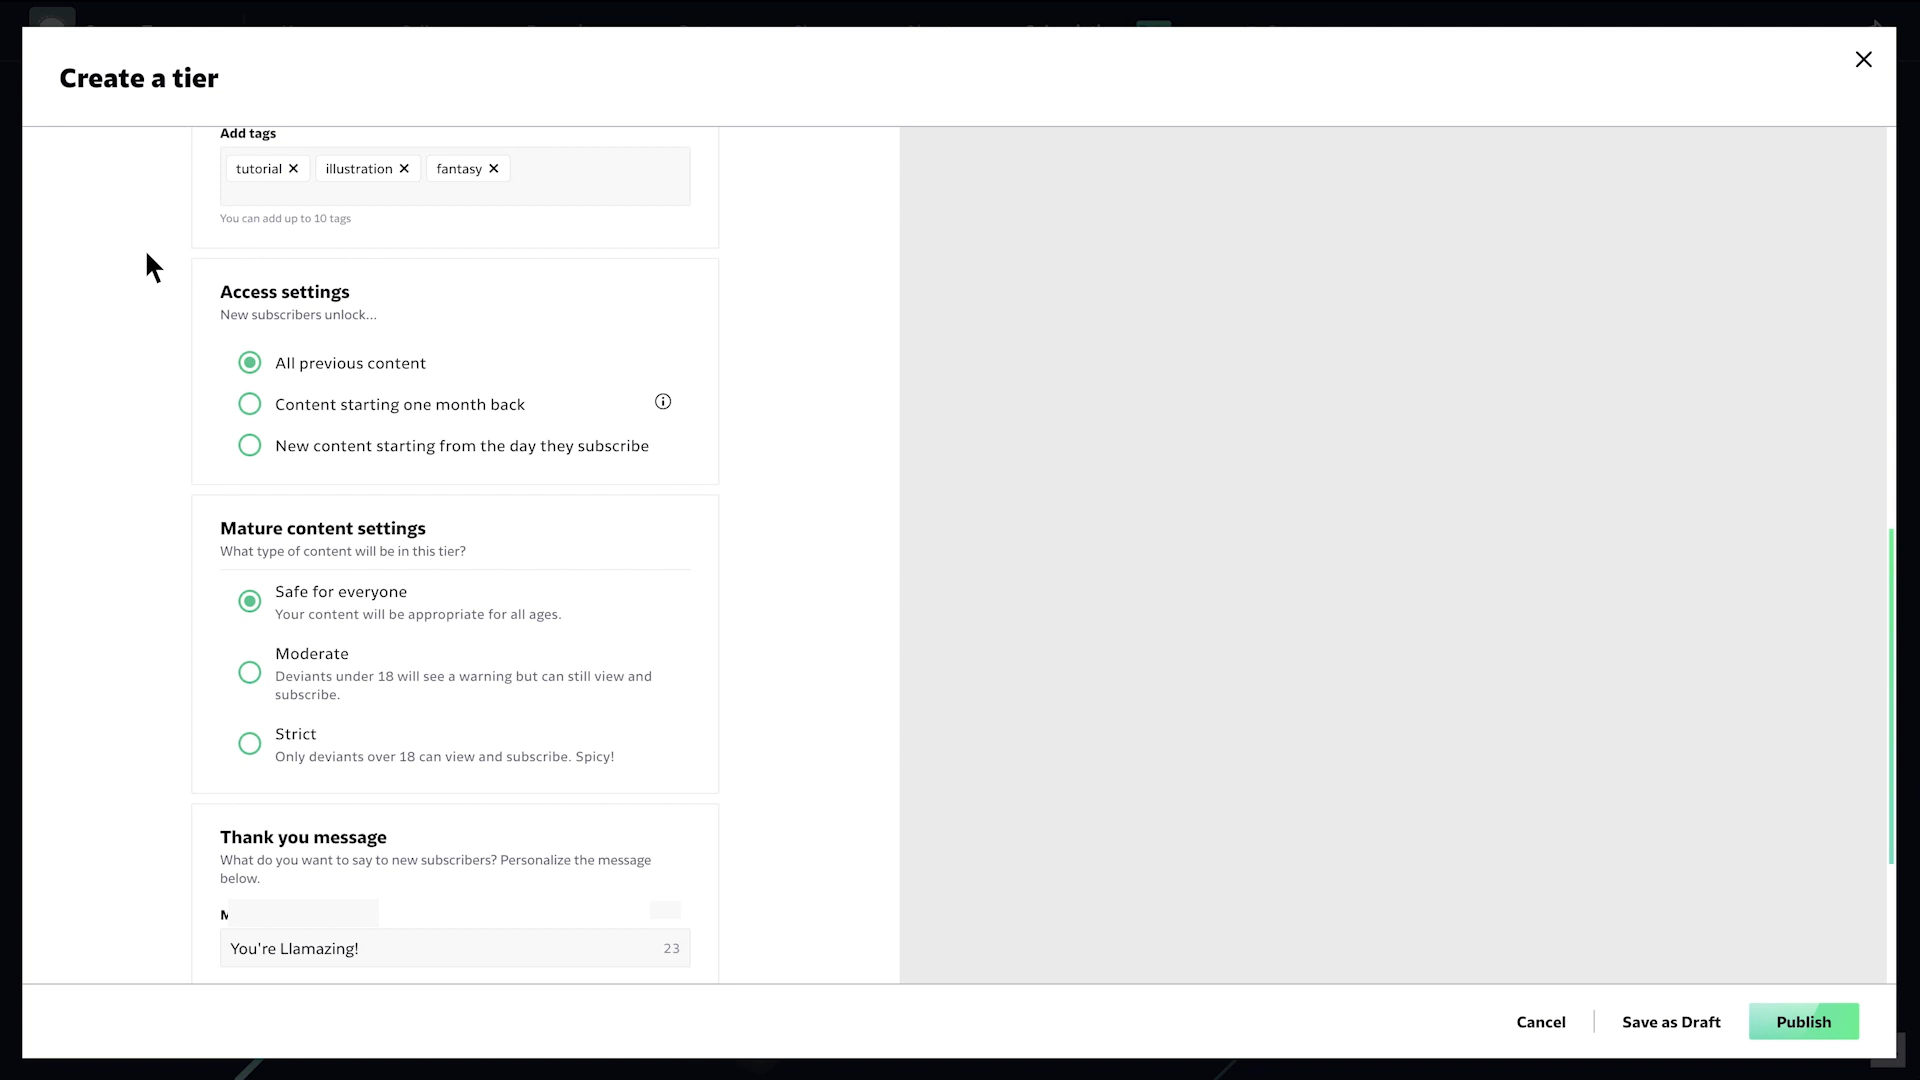 Create a tier
Add tags
tutorial
illustration
fantasy
You can add up to 10 tags
Access settings
New subscribers unlock...
All previous content
Content starting one month back
New content starting from the day they subscribe
Mature content settings
What type of content will be in this tier?
Safe for everyone
Your content will be appropriate for all ages.
Moderate
Deviants under 18 will see a warning but can still view and
subscribe.
Strict
Only deviants over 18 can view and subscribe. Spicy!
Thank you message
What do you want to say to new subscribers? Personalize the message
below.
You're Llamazing!
23
Cancel
Save as Draft
Publish